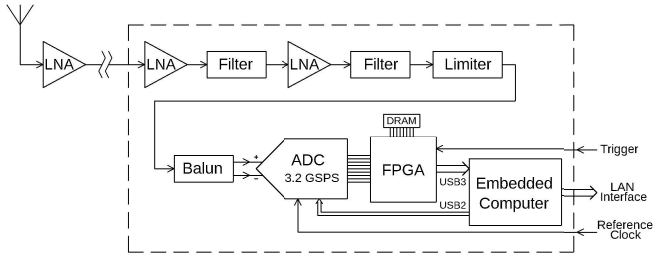 LNA
LNA
Filter
LNA
Filter
Limiter
DRAM
Balun
+
−
ADC
3.2 GSPS
FPGA
Trigger
USB3
Embedded
Computer
LAN
Interface
USB2
Reference
Clock